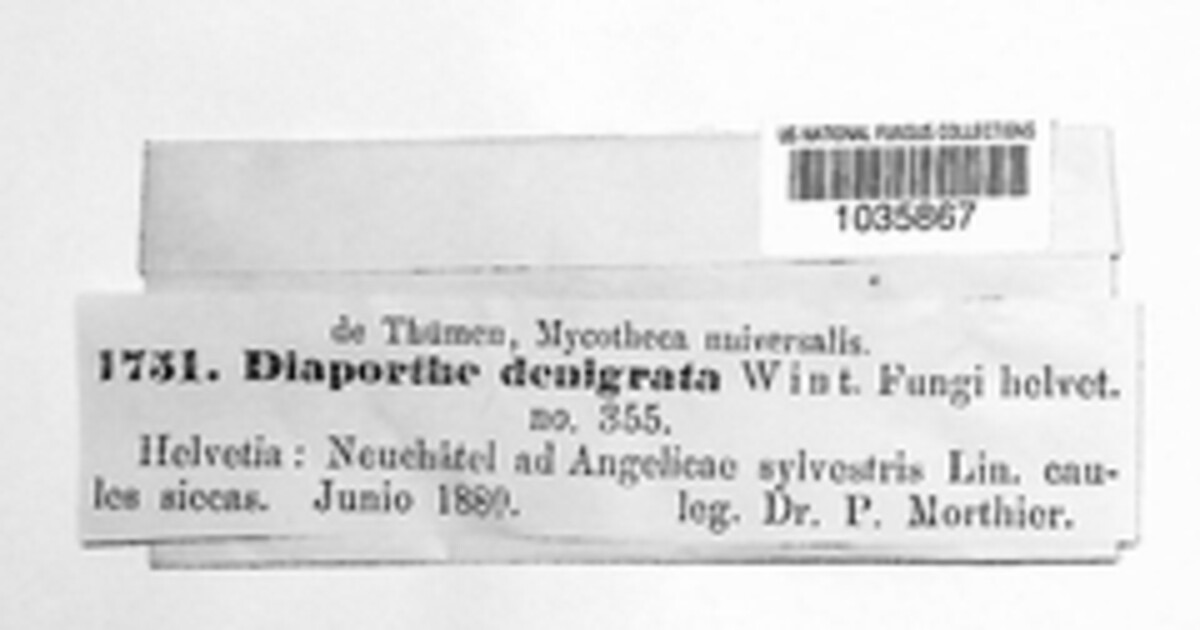 US NATIONAL FUNGUS COLLECTIONS
1035867
de Thümen, Mycotheca universalis.
1751. Diaporthe denigrata Wint. Fungi helvet.
no. 355.
Helvetia: Neuchâtel ad Angelicae sylvestris Lin. cau-
les siccas. Junio 1880. leg. Dr. P. Morthier.